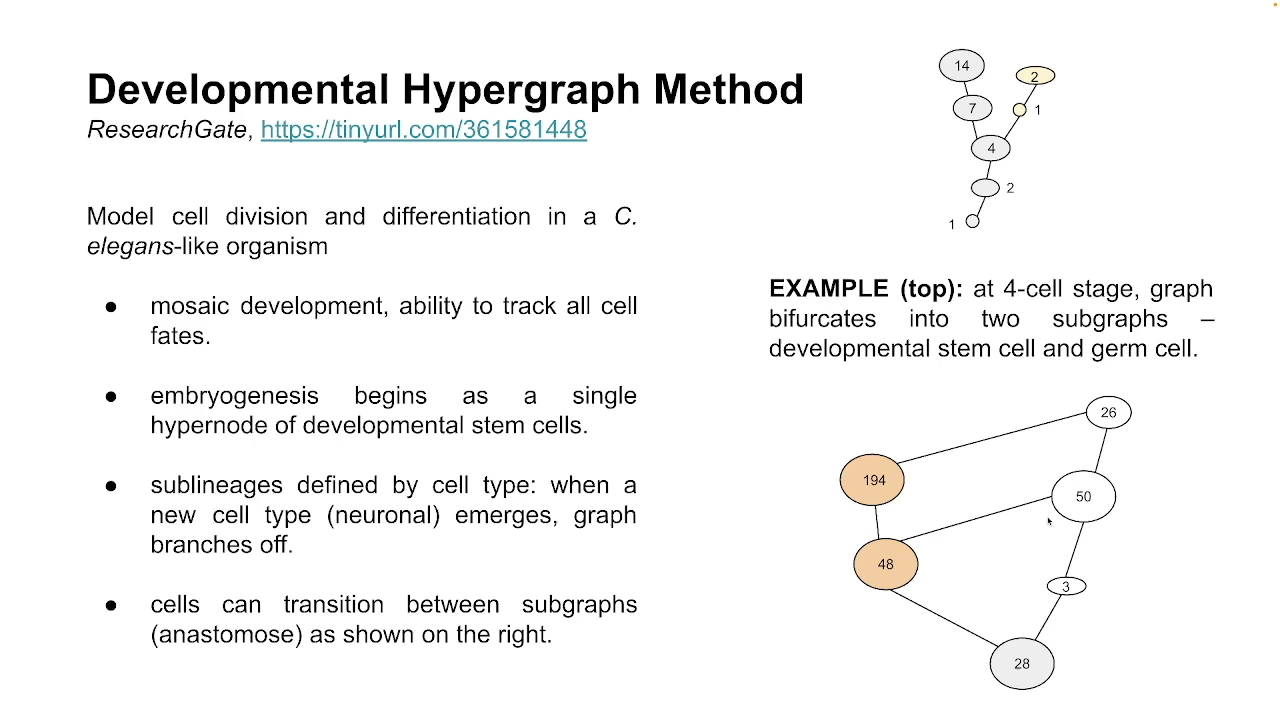 Developmental Hypergraph Method
ResearchGate, https://tinyurl.com/361581448
Model cell division and differentiation in a C.
elegans-like organism
● mosaic development, ability to track all cell
fates.
● embryogenesis begins as a single
hypernode of developmental stem cells.
● sublineages defined by cell type: when a
new cell type (neuronal) emerges, graph
branches off.
● cells can transition between subgraphs
(anastomose) as shown on the right.
14
2
7
1
4
2
1
EXAMPLE (top): at 4-cell stage, graph
bifurcates into two subgraphs –
developmental stem cell and germ cell.
26
194
50
48
3
28